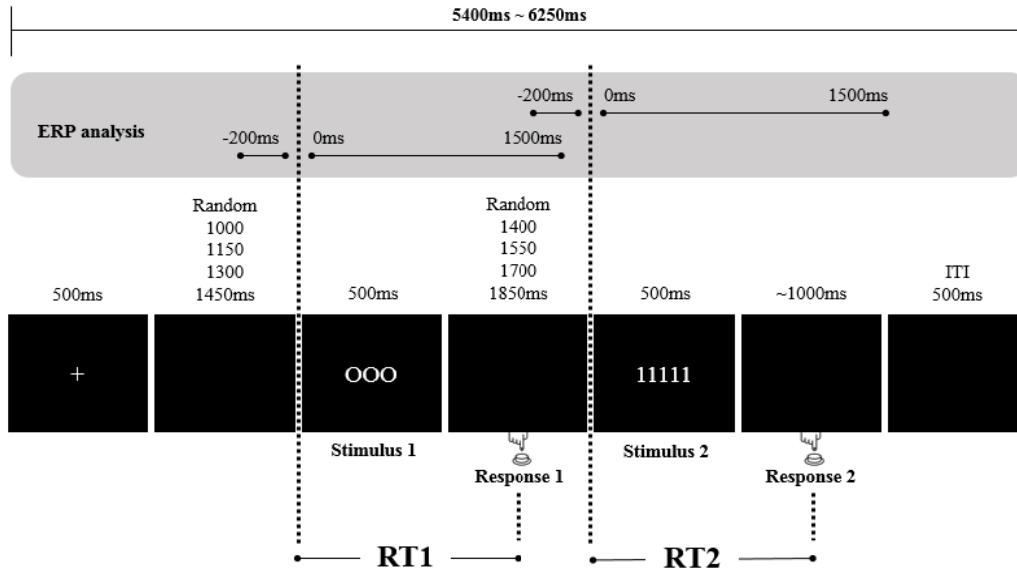 5400ms ~ 6250ms
ERP analysis
-200ms
0ms
1500ms
-200ms
0ms
1500ms
Random
1000
1150
1300
1450ms
Random
1400
1550
1700
1850ms
500ms
500ms
500ms
~1000ms
ITI
500ms
+
OOO
11111
Stimulus 1
Response 1
Stimulus 2
Response 2
RT1
RT2